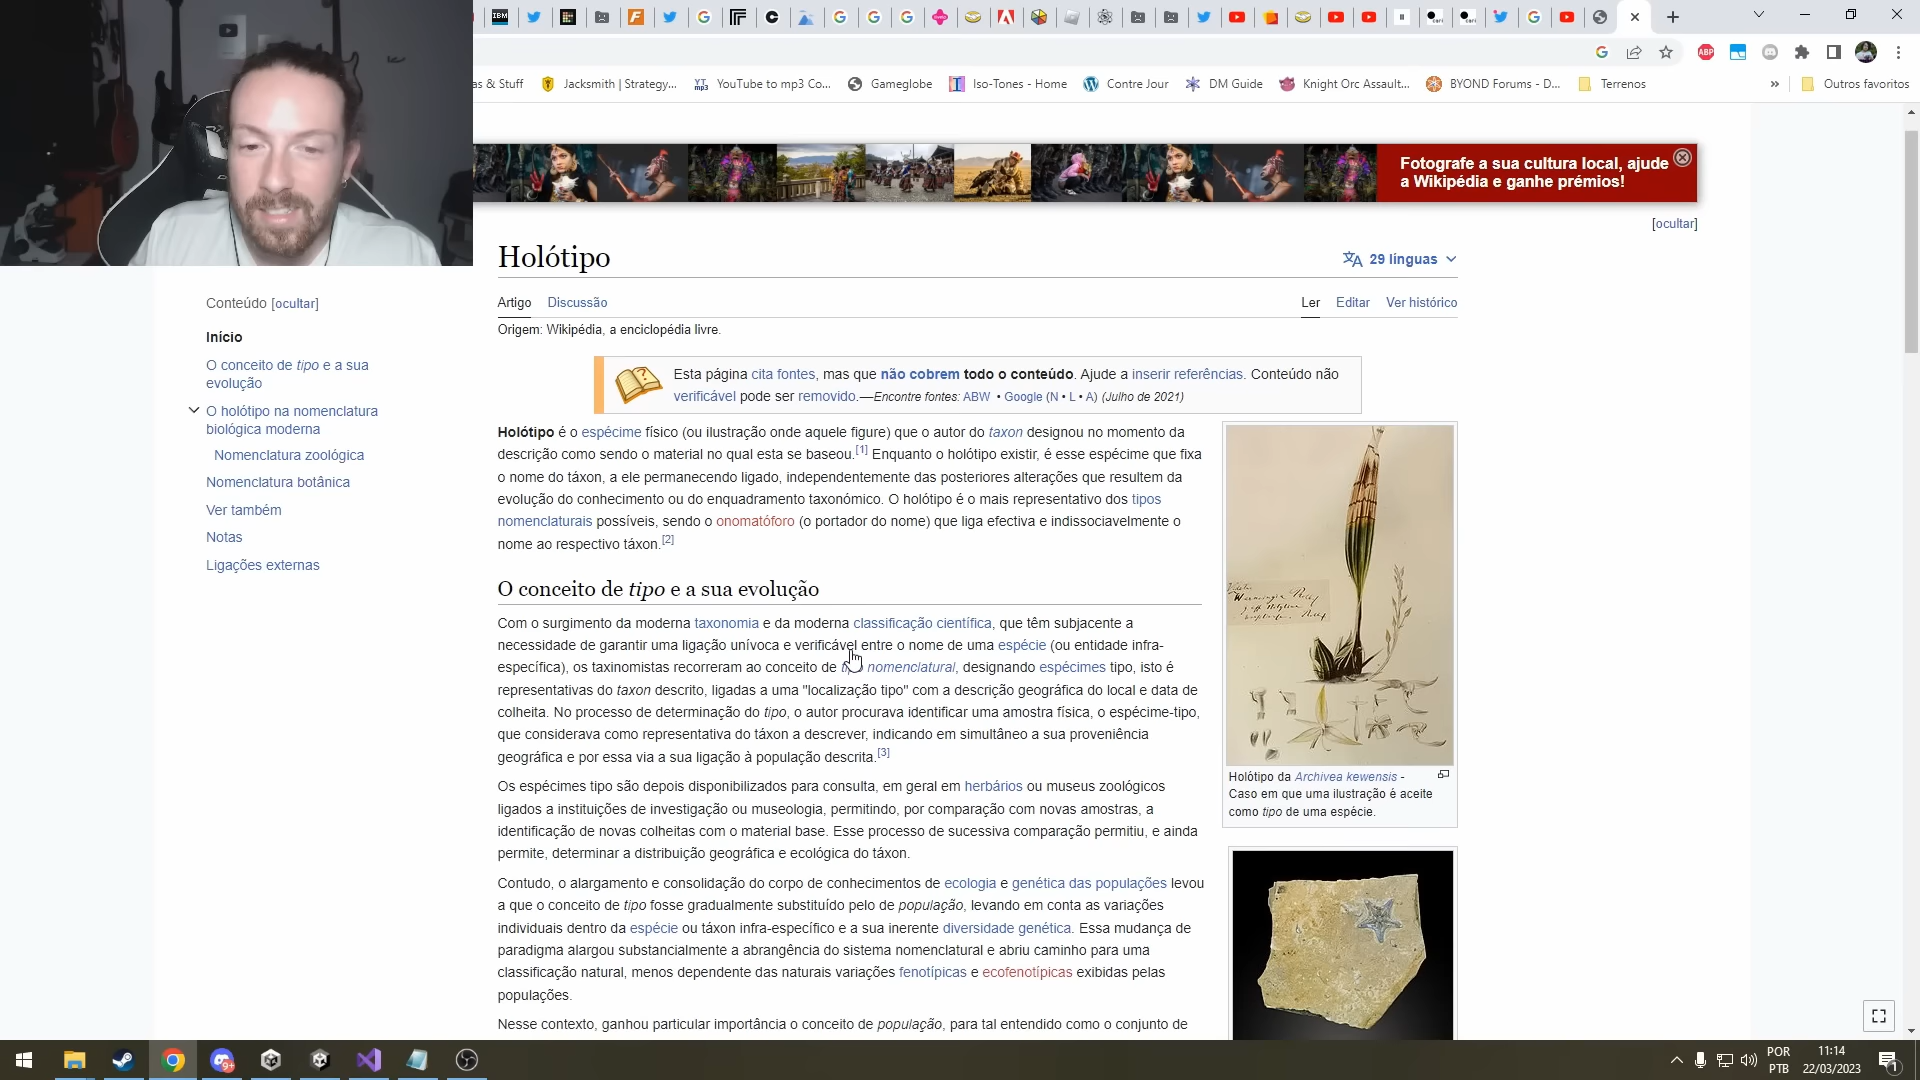 IBM
as & Stuff
Jacksmith | Strategy...
YouTube to mp3 Co...
Gameglobe
Iso-Tones - Home
Contre Jour
DM Guide
Knight Orc Assault...
BYOND Forums - D...
Terrenos
»
Outros favoritos
ABP
Fotografe a sua cultura local, ajude
a Wikipédia e ganhe prémios!
[ocultar]
Holótipo
29 línguas
Artigo Discussão
Ler Editar Ver histórico
Origem: Wikipédia, a enciclopédia livre.
Conteúdo [ocultar]
Início
O conceito de tipo e a sua
evolução
O holótipo na nomenclatura
biológica moderna
Nomenclatura zoológica
Nomenclatura botânica
Ver também
Notas
Ligações externas
Esta página cita fontes, mas que não cobrem todo o conteúdo. Ajude a inserir referências. Conteúdo não
verificável pode ser removido.—Encontre fontes: ABW • Google (N • L • A) (Julho de 2021)
Holótipo é o espécime físico (ou ilustração onde aquele figure) que o autor do taxon designou no momento da
descrição como sendo o material no qual esta se baseou.[1] Enquanto o holótipo existir, é esse espécime que fixa
o nome do táxon, a ele permanecendo ligado, independentemente das posteriores alterações que resultem da
evolução do conhecimento ou do enquadramento taxonómico. O holótipo é o mais representativo dos tipos
nomenclaturais possíveis, sendo o onomatóforo (o portador do nome) que liga efectiva e indissociavelmente o
nome ao respectivo táxon.[2]
O conceito de tipo e a sua evolução
Com o surgimento da moderna taxonomia e da moderna classificação científica, que têm subjacente a
necessidade de garantir uma ligação unívoca e verificável entre o nome de uma espécie (ou entidade infra-
específica), os taxinomistas recorreram ao conceito de tipo nomenclatural, designando espécimes tipo, isto é
representativas do taxon descrito, ligadas a uma "localização tipo" com a descrição geográfica do local e data de
colheita. No processo de determinação do tipo, o autor procurava identificar uma amostra física, o espécime-tipo,
que considerava como representativa do táxon a descrever, indicando em simultâneo a sua proveniência
geográfica e por essa via a sua ligação à população descrita.[3]
Os espécimes tipo são depois disponibilizados para consulta, em geral em herbários ou museus zoológicos
ligados a instituições de investigação ou museologia, permitindo, por comparação com novas amostras, a
identificação de novas colheitas com o material base. Esse processo de sucessiva comparação permitiu, e ainda
permite, determinar a distribuição geográfica e ecológica do táxon.
Contudo, o alargamento e consolidação do corpo de conhecimentos de ecologia e genética das populações levou
a que o conceito de tipo fosse gradualmente substituído pelo de população, levando em conta as variações
individuais dentro da espécie ou táxon infra-específico e a sua inerente diversidade genética. Essa mudança de
paradigma alargou substancialmente a abrangência do sistema nomenclatural e abriu caminho para uma
classificação natural, menos dependente das naturais variações fenotípicas e ecofenotípicas exibidas pelas
populações.
Nesse contexto, ganhou particular importância o conceito de população, para tal entendido como o conjunto de
Holótipo da Archivea kewensis -
Caso em que uma ilustração é aceite
como tipo de uma espécie.
9+
POR
PTB
11:14
22/03/2023
1